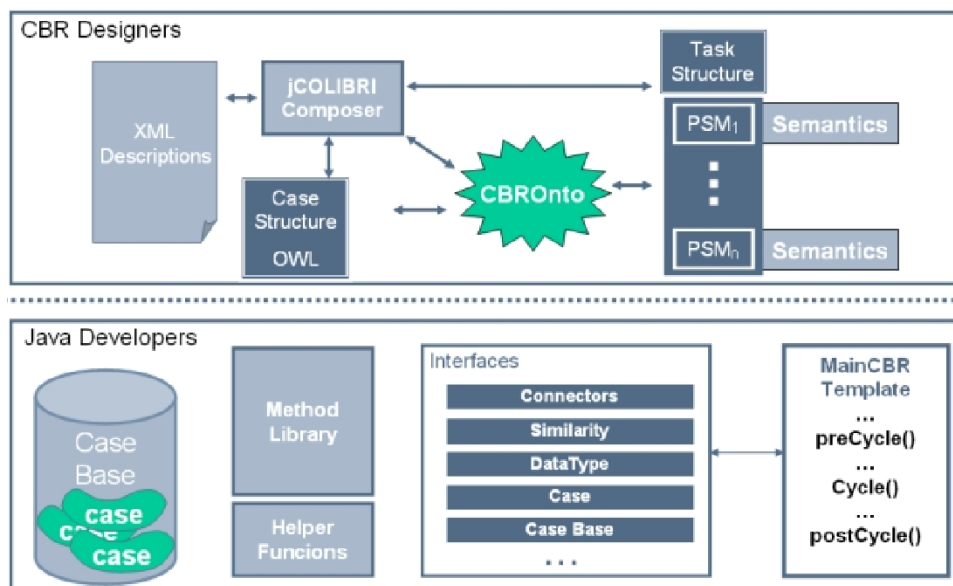 CBR Designers
XML
Descriptions
jCOLIBRI
Composer
Case
Structure
OWL
CBROnto
Task
Structure
PSM1
Semantics
PSMn
Semantics
Java Developers
Case
Base
case
case
case
Method
Library
Helper
Funcions
Interfaces
Connectors
Similarity
DataType
Case
Case Base
...
MainCBR
Template
...
preCycle()
...
Cycle()
...
postCycle()